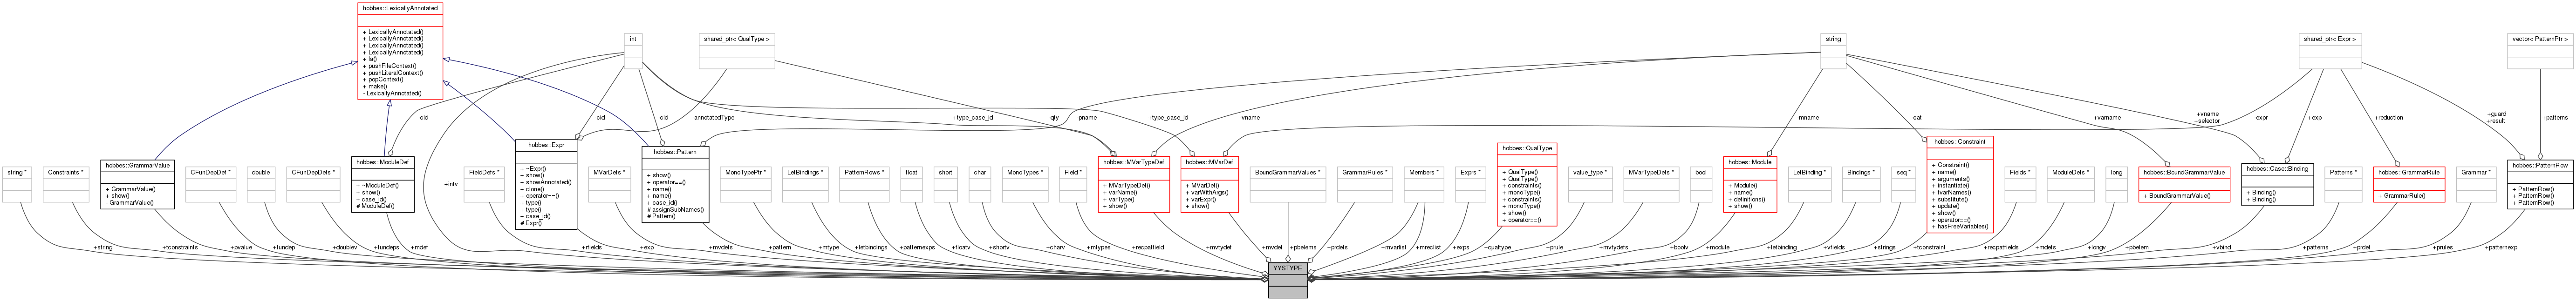 hobbes::LexicallyAnnotated
+ LexicallyAnnotated()
+ LexicallyAnnotated()
+ LexicallyAnnotated()
+ LexicallyAnnotated()
+ la()
+ pushFileContext()
+ pushLiteralContext()
+ popContext()
+ make()
- LexicallyAnnotated()
int
shared_ptr< QualType >
string
shared_ptr< Expr >
vector< PatternPtr >
-cid
-cid
-cid
-annotatedType
+type_case_id
-qty
-pname
+type_case_id
-vname
-expr
-mname
-cat
+varname
+vname
+selector
+exp
+reduction
+guard
+result
+patterns
string *
Constraints *
hobbes::GrammarValue
+ GrammarValue()
+ show()
- GrammarValue()
CFunDepDef *
double
CFunDepDefs *
hobbes::ModuleDef
+ ~ModuleDef()
+ show()
+ case_id()
# ModuleDef()
+intv
FieldDefs *
hobbes::Expr
+ ~Expr()
+ show()
+ showAnnotated()
+ clone()
+ operator==()
+ type()
+ type()
+ case_id()
# Expr()
MVarDefs *
hobbes::Pattern
+ show()
+ operator==()
+ name()
+ name()
+ case_id()
# assignSubNames()
# Pattern()
MonoTypePtr *
LetBindings *
PatternRows *
float
short
char
MonoTypes *
Field *
hobbes::MVarTypeDef
+ MVarTypeDef()
+ varName()
+ varType()
+ show()
hobbes::MVarDef
+ MVarDef()
+ varWithArgs()
+ varExpr()
+ show()
BoundGrammarValues *
GrammarRules *
Members *
Exprs *
hobbes::QualType
+ QualType()
+ QualType()
+ constraints()
+ monoType()
+ constraints()
+ monoType()
+ show()
+ operator==()
value_type *
MVarTypeDefs *
bool
hobbes::Module
+ Module()
+ name()
+ definitions()
+ show()
LetBinding *
Bindings *
seq *
hobbes::Constraint
+ Constraint()
+ name()
+ arguments()
+ instantiate()
+ substitute()
+ tvarNames()
+ update()
+ show()
+ operator==()
+ hasFreeVariables()
Fields *
ModuleDefs *
long
hobbes::BoundGrammarValue
+ BoundGrammarValue()
hobbes::Case::Binding
+ Binding()
+ Binding()
Patterns *
hobbes::GrammarRule
+ GrammarRule()
Grammar *
hobbes::PatternRow
+ PatternRow()
+ PatternRow()
+ PatternRow()
+string
+tconstraints
+pvalue
+fundep
+doublev
+fundeps
+mdef
+rfields
+exp
+mvdefs
+pattern
+mtype
+letbindings
+patternexps
+floatv
+shortv
+charv
+mtypes
+recpatfield
+mvtydef
+mvdef
+pbelems
+prdefs
+mvarlist
+mreclist
+exps
+qualtype
+prule
+mvtydefs
+boolv
+module
+letbinding
+vfields
+strings
+tconstraint
+recpatfields
+mdefs
+longv
+pbelem
+vbind
+patterns
+prdef
+prules
+patternexp
YYSTYPE